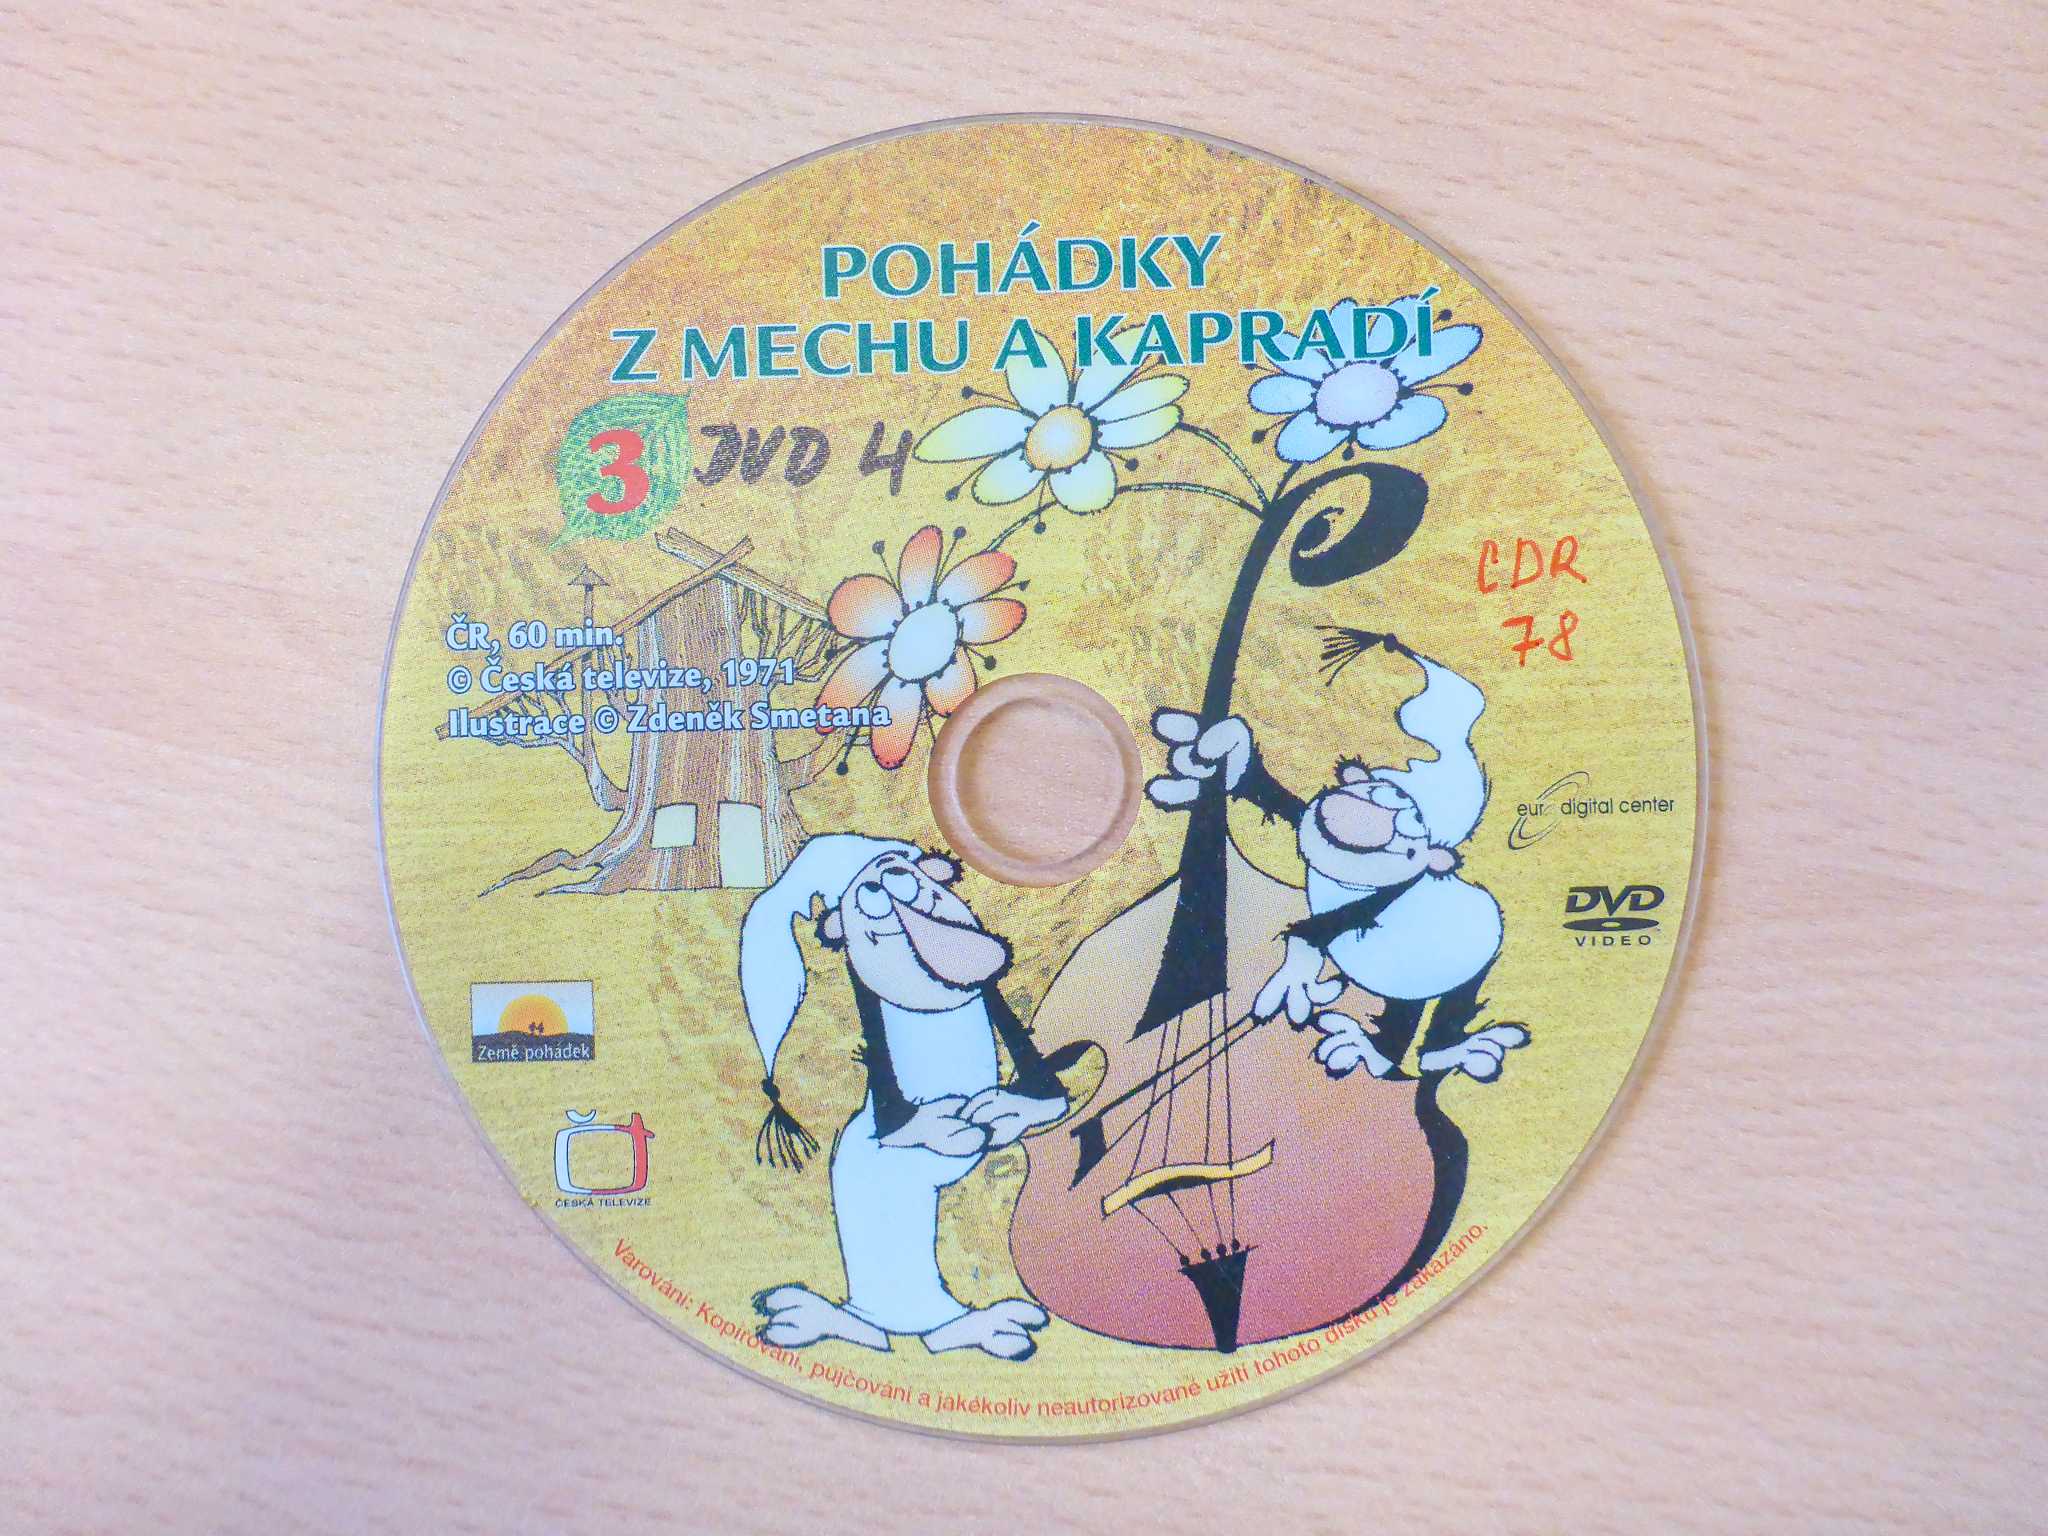 POHÁDKY
Z MECHU A KAPRADÍ
3 DVD 4
CDR
78
ČR, 60 min.
© Česká televize, 1971
Ilustrace © Zdeněk Smetana
eur digital center
DVD
VIDEO
Země pohádek
ČESKÁ TELEVIZE
Varování: Kopírování, pujčování a jakékoliv neautorizované užití tohoto disku je zakázáno.